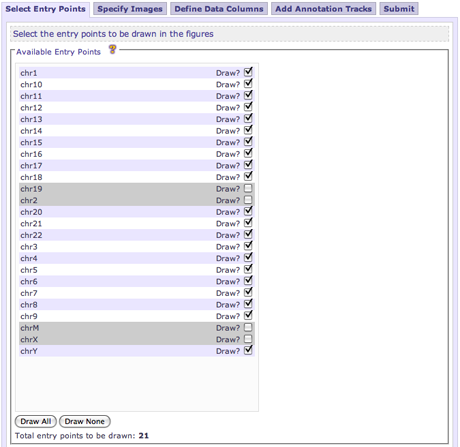 Select Entry Points Specify Images Define Data Columns Add Annotation Tracks Submit
Select the entry points to be drawn in the figures
Available Entry Points ?
chr1 Draw?
chr10 Draw?
chr11 Draw?
chr12 Draw?
chr13 Draw?
chr14 Draw?
chr15 Draw?
chr16 Draw?
chr17 Draw?
chr18 Draw?
chr19 Draw?
chr2 Draw?
chr20 Draw?
chr21 Draw?
chr22 Draw?
chr3 Draw?
chr4 Draw?
chr5 Draw?
chr6 Draw?
chr7 Draw?
chr8 Draw?
chr9 Draw?
chrM Draw?
chrX Draw?
chrY Draw?
Draw All Draw None
Total entry points to be drawn: 21